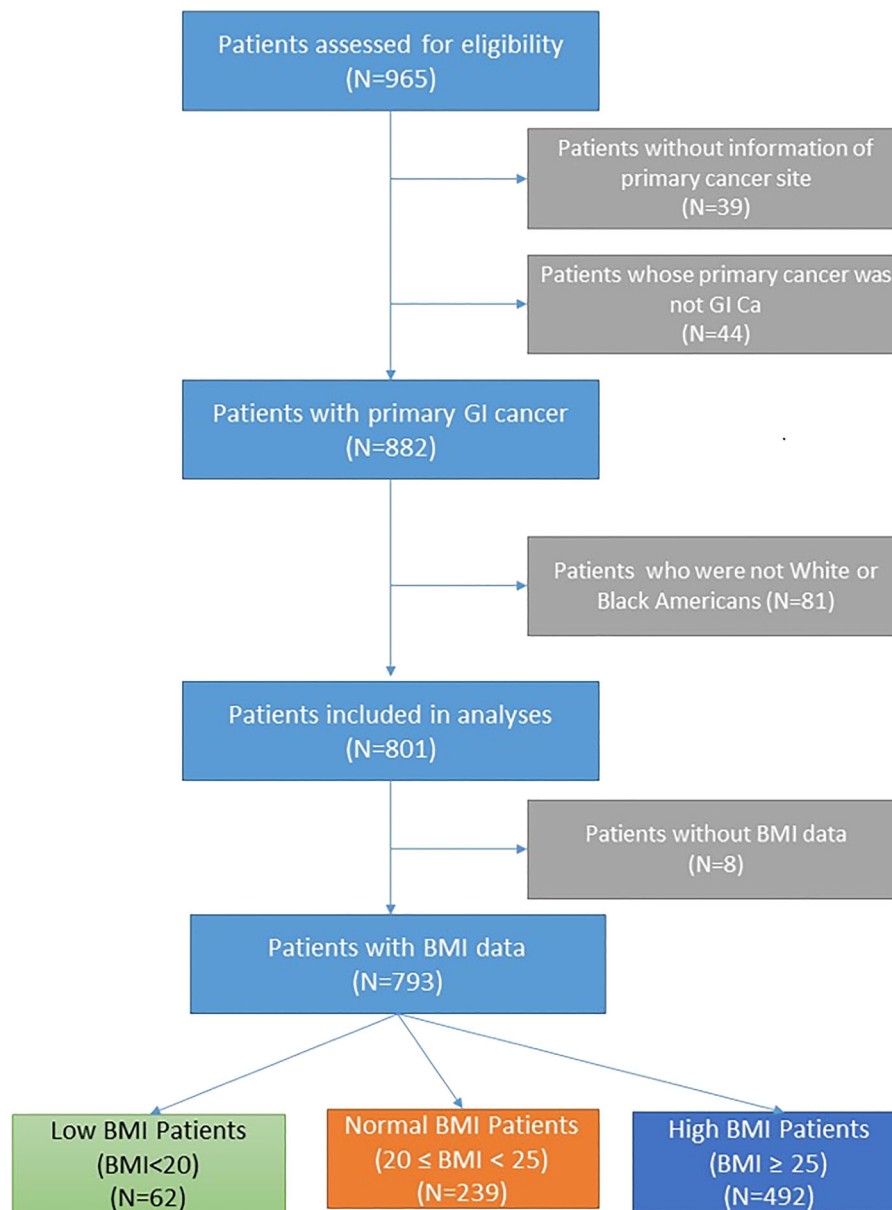 Patients assessed for eligibility
(N=965)
Patients without information of
primary cancer site
(N=39)
Patients whose primary cancer was
not GI Ca
(N=44)
Patients with primary GI cancer
(N=882)
Patients who were not White or
Black Americans (N=81)
Patients included in analyses
(N=801)
Patients without BMI data
(N=8)
Patients with BMI data
(N=793)
Low BMI Patients
(BMI<20)
(N=62)
Normal BMI Patients
(20 ≤ BMI < 25)
(N=239)
High BMI Patients
(BMI ≥ 25)
(N=492)